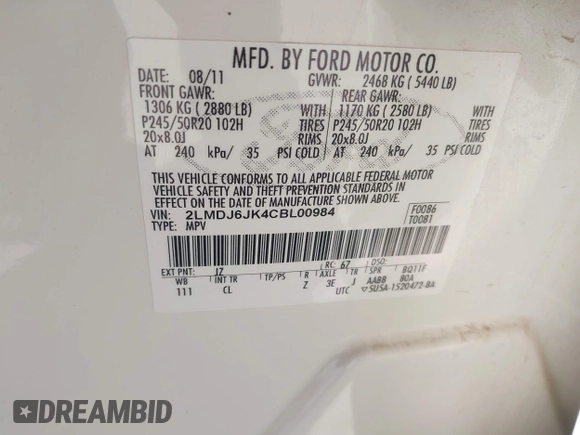 MFD. BY FORD MOTOR CO.
DATE: 08/11 GVWR: 2468 KG ( 5440 LB)
FRONT GAWR: REAR GAWR:
1306 KG ( 2880 LB) WITH 1170 KG ( 2580 LB) WITH
P245/50R20 102H TIRES P245/50R20 102H TIRES
20x8.0J RIMS 20x8.0J RIMS
AT 240 kPa/ 35 PSI COLD AT 240 kPa/ 35 PSI COLD
THIS VEHICLE CONFORMS TO ALL APPLICABLE FEDERAL MOTOR
VEHICLE SAFETY AND THEFT PREVENTION STANDARDS IN
EFFECT ON THE DATE OF MANUFACTURE SHOWN ABOVE.
VIN: 2LMDJ6JK4CBL00984 F0086
TYPE: MPV T0081
EXT PNT: JZ RC: 67 DSO:
WB INT TR TP/PS R AXLE TR SPR BQ11F
111 CL Z 3E J AABB 80A
UTC 5U5A-1520472-BA
DREAMBID